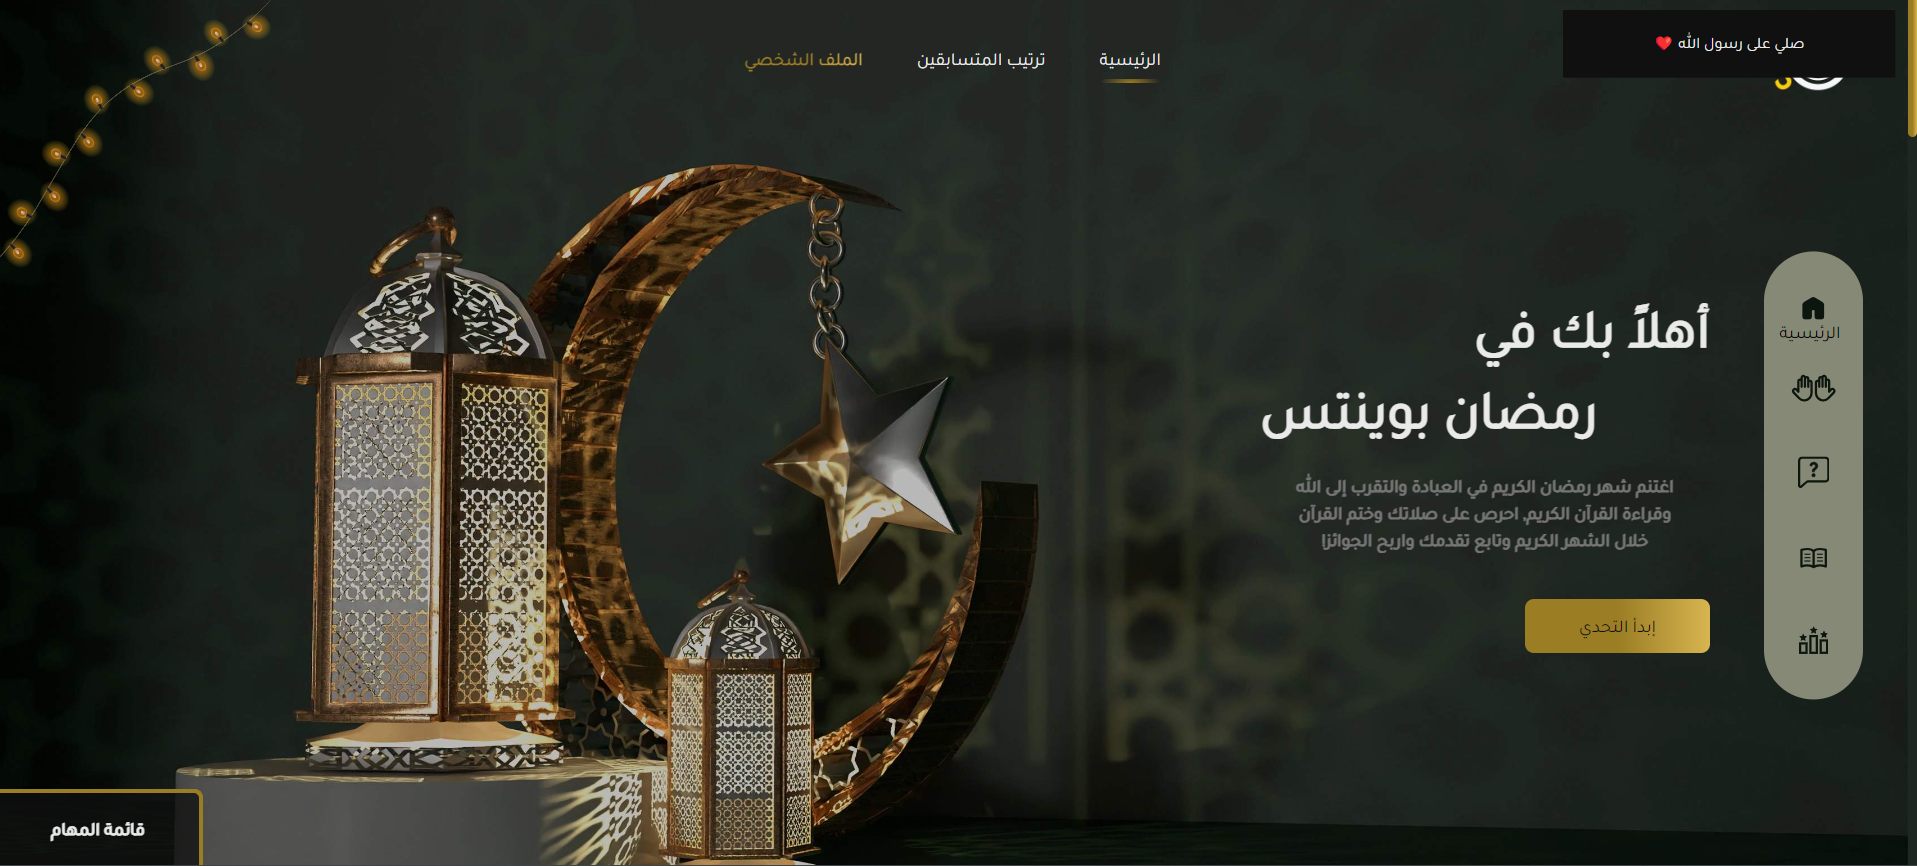 صلي على رسول الله ❤️
الرئيسية
ترتيب المتسابقين
الملف الشخصي
الرئيسية
أهلاً بك في
رمضان بوينتس
اغتنم شهر رمضان الكريم في العبادة والتقرب إلى الله
وقراءة القرآن الكريم, احرص على صلاتك وختم القرآن
خلال الشهر الكريم وتابع تقدمك واربح الجوائز!
إبدأ التحدي
قائمة المهام